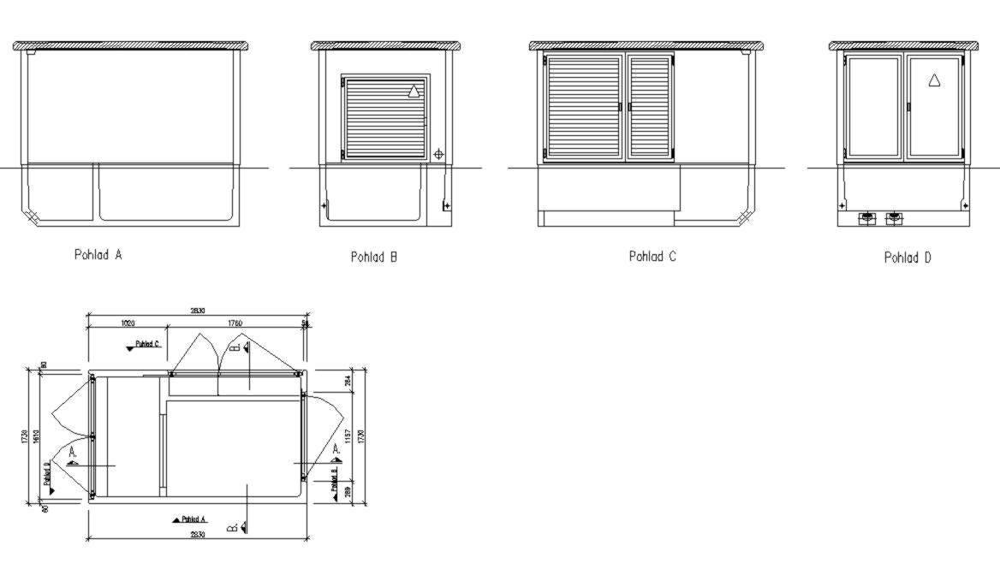 Pohlad A
Pohlad B
Pohlad C
Pohlad D
2830
1020
1760
Pohlad C
B.
80
284
1730
1610
1157
1730
A.
A.
Pohlad D
Pohlad B
289
60
Pohlad A
B.
2830